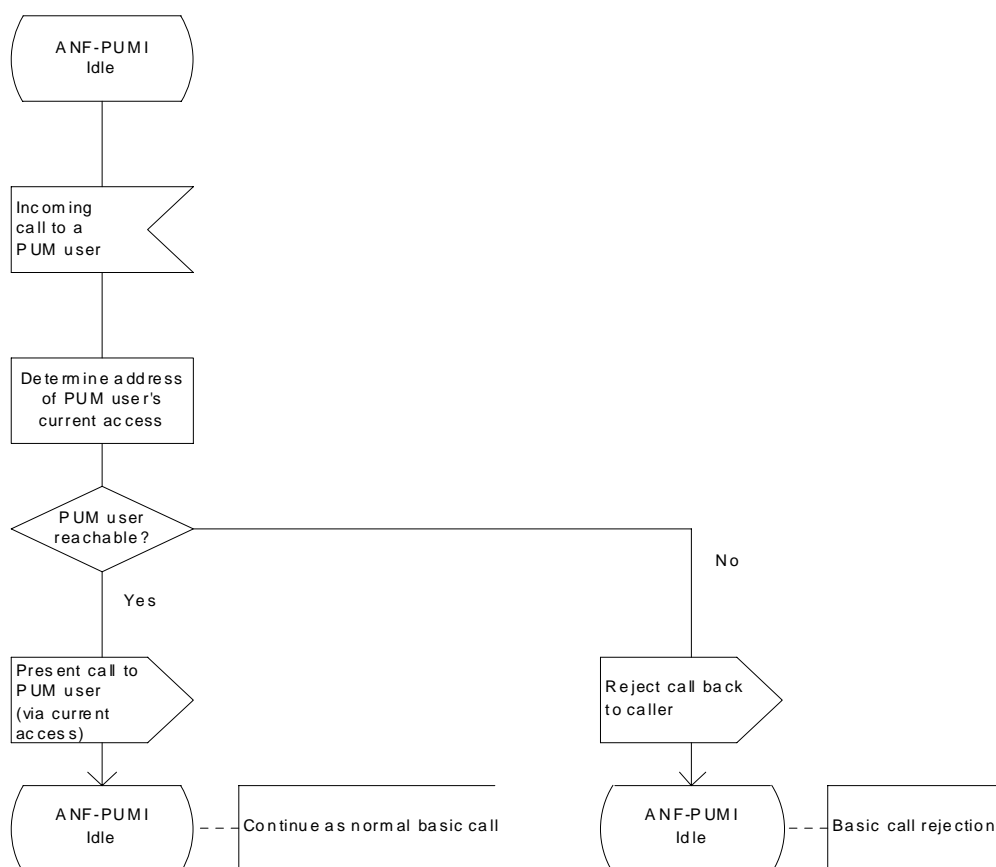 ANF-PUMI
Idle
Incoming
call to a
PUM user
Determine address
of PUM user's
current access
PUM user
reachable?
No
Yes
Present call to
PUM user
(via current
access)
Reject call back
to caller
ANF-PUMI
Idle
Continue as normal basic call
ANF-PUMI
Idle
Basic call rejection